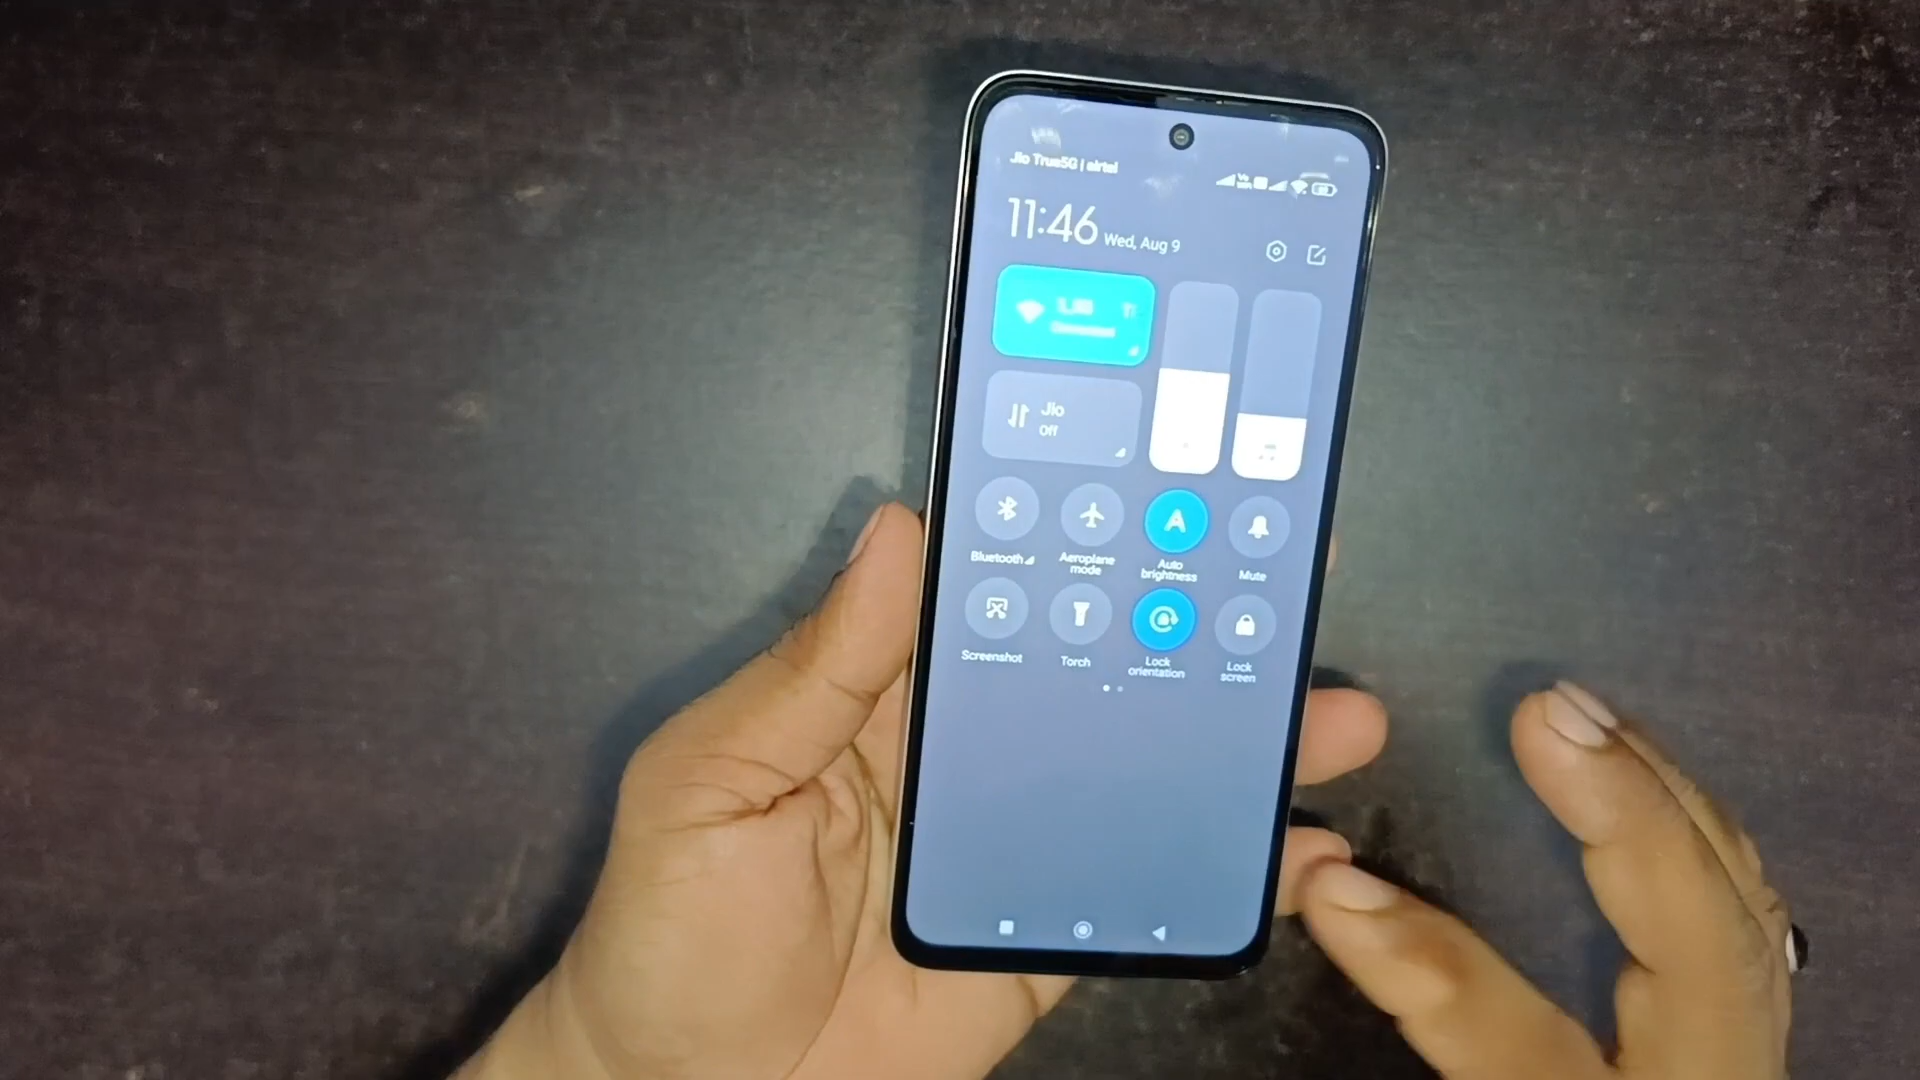 Jio True5G | airtel
11:46 Wed, Aug 9
Jio
Off
Bluetooth
Aeroplane
mode
A
Auto
brightness
Mute
Screenshot
Torch
Lock
orientation
Lock
screen